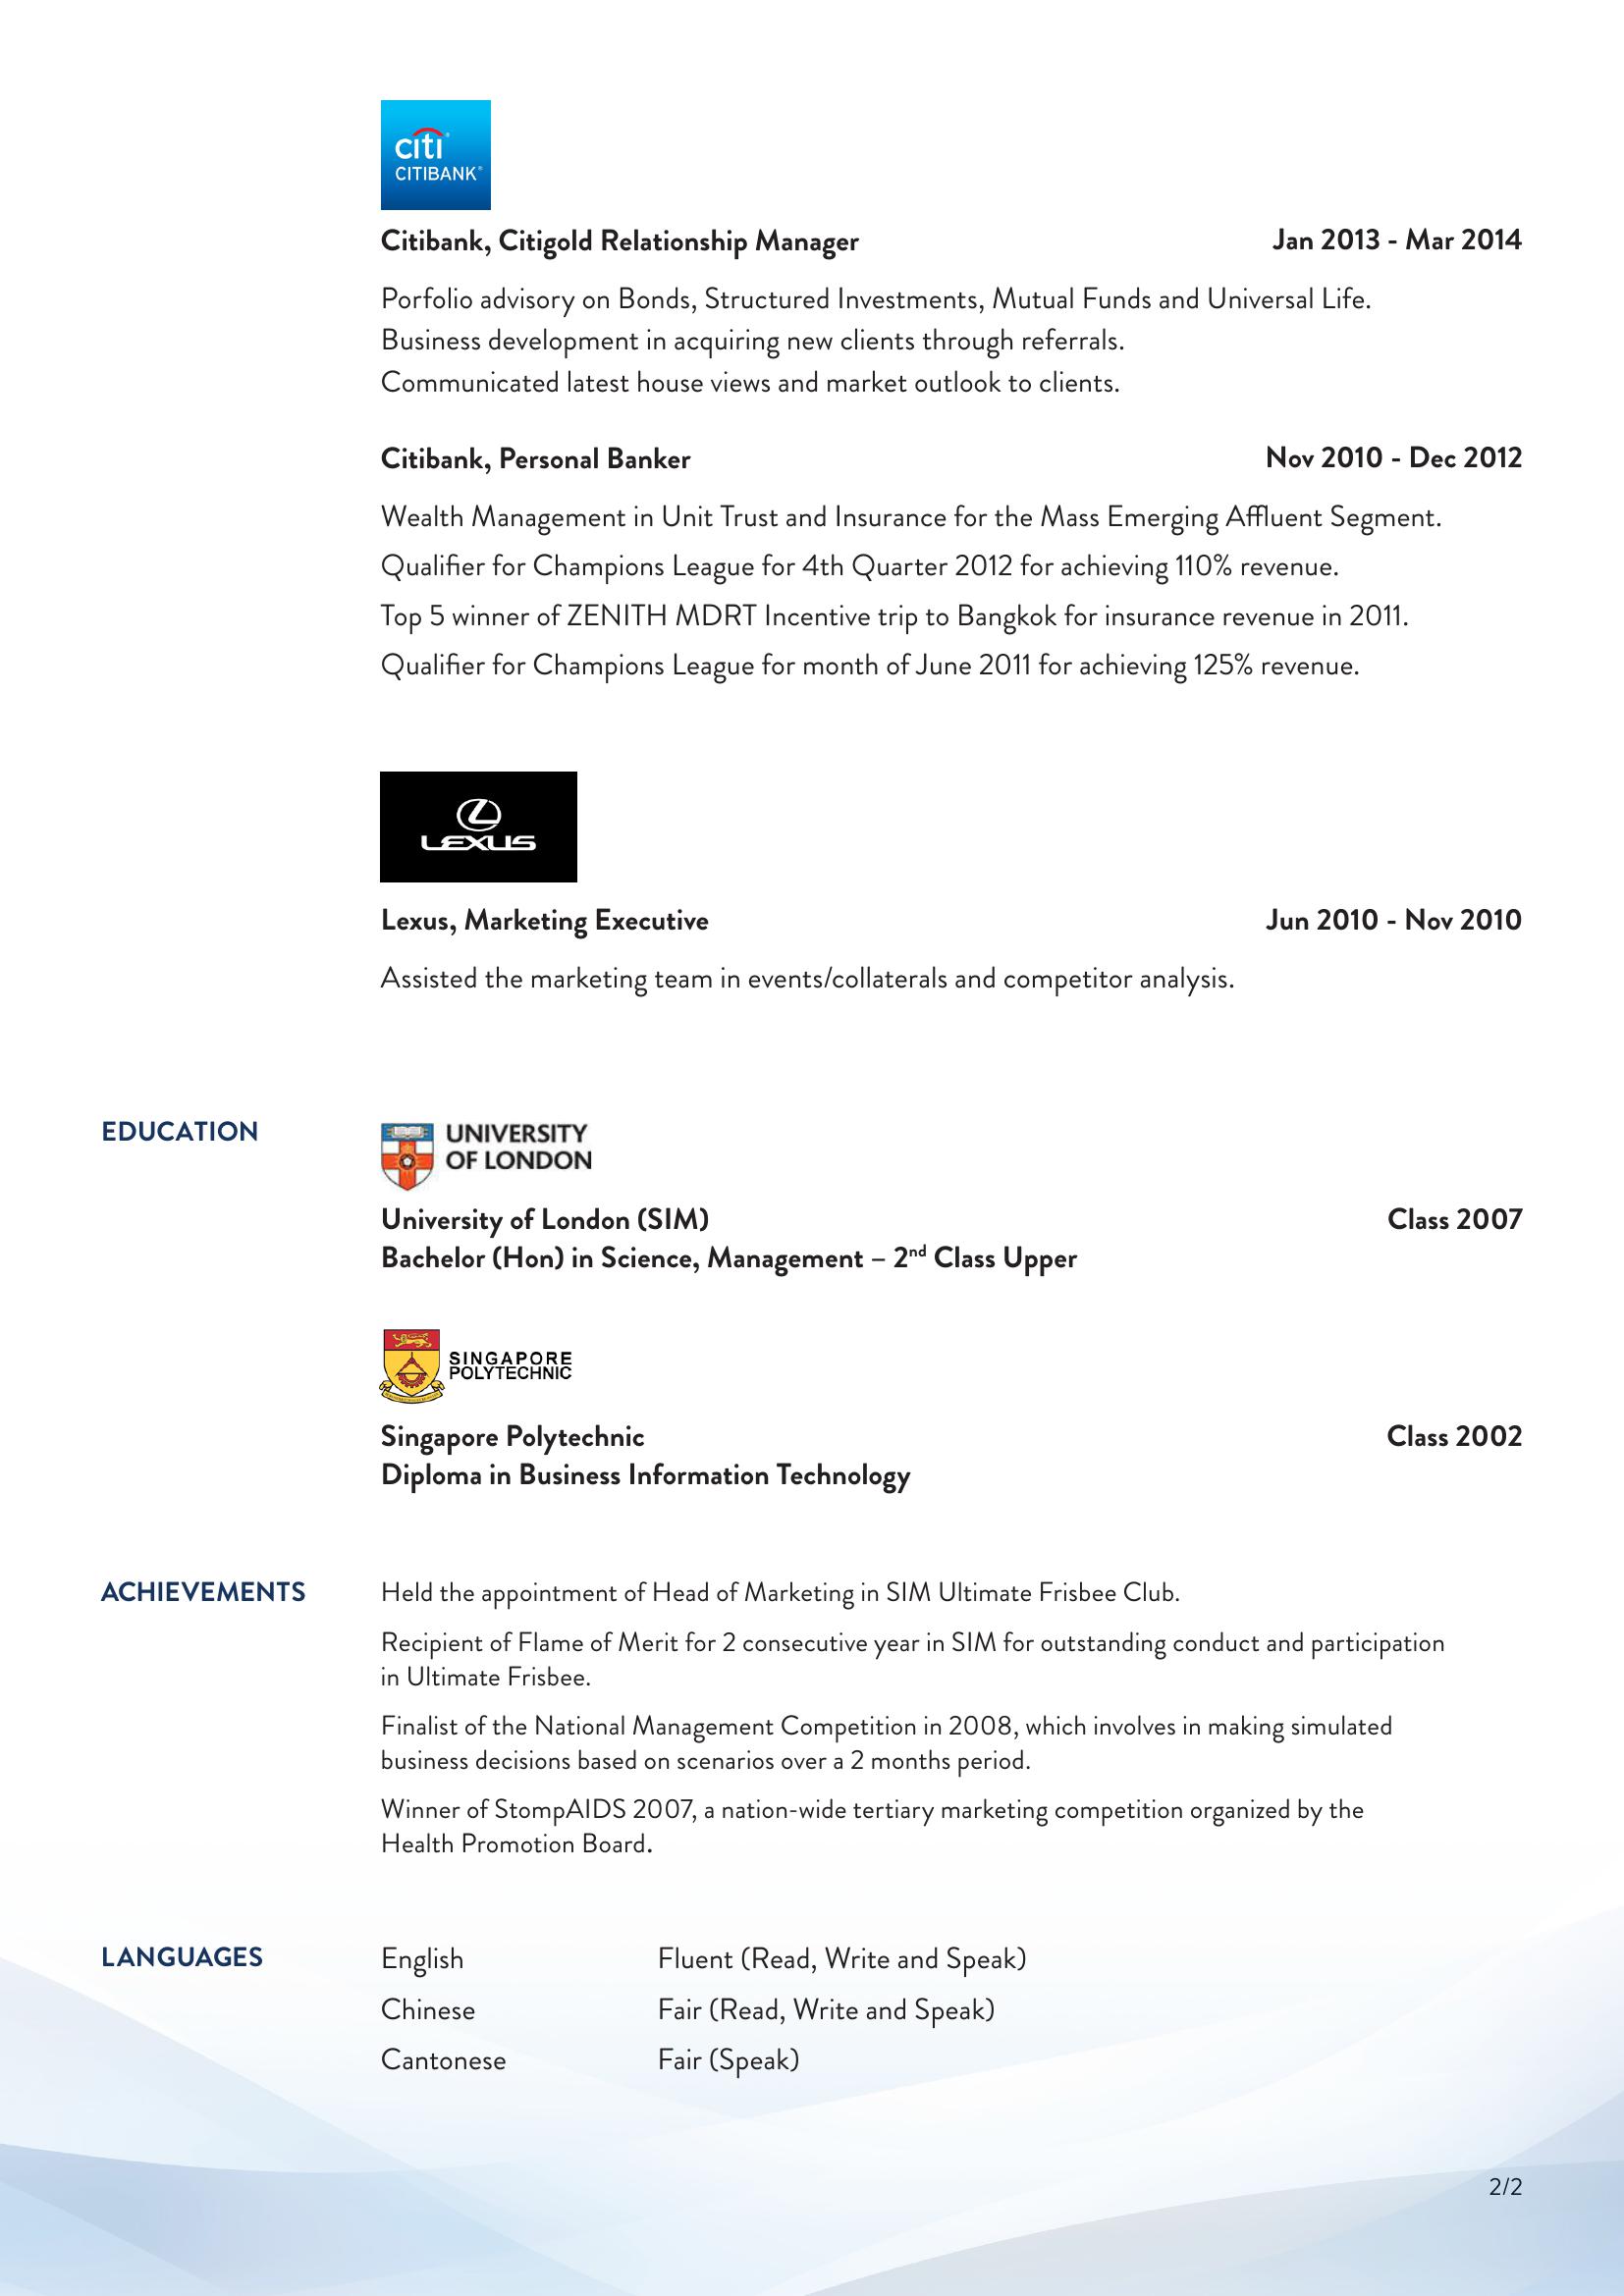 citi
CITIBANK®
Citibank, Citigold Relationship Manager Jan 2013 - Mar 2014
Porfolio advisory on Bonds, Structured Investments, Mutual Funds and Universal Life.
Business development in acquiring new clients through referrals.
Communicated latest house views and market outlook to clients.
Citibank, Personal Banker Nov 2010 - Dec 2012
Wealth Management in Unit Trust and Insurance for the Mass Emerging Affluent Segment.
Qualifier for Champions League for 4th Quarter 2012 for achieving 110% revenue.
Top 5 winner of ZENITH MDRT Incentive trip to Bangkok for insurance revenue in 2011.
Qualifier for Champions League for month of June 2011 for achieving 125% revenue.
LEXUS
Lexus, Marketing Executive Jun 2010 - Nov 2010
Assisted the marketing team in events/collaterals and competitor analysis.
EDUCATION
UNIVERSITY
OF LONDON
University of London (SIM) Class 2007
Bachelor (Hon) in Science, Management – 2nd Class Upper
SINGAPORE
POLYTECHNIC
Singapore Polytechnic Class 2002
Diploma in Business Information Technology
ACHIEVEMENTS Held the appointment of Head of Marketing in SIM Ultimate Frisbee Club.
Recipient of Flame of Merit for 2 consecutive year in SIM for outstanding conduct and participation
in Ultimate Frisbee.
Finalist of the National Management Competition in 2008, which involves in making simulated
business decisions based on scenarios over a 2 months period.
Winner of StompAIDS 2007, a nation-wide tertiary marketing competition organized by the
Health Promotion Board.
LANGUAGES English Fluent (Read, Write and Speak)
Chinese Fair (Read, Write and Speak)
Cantonese Fair (Speak)
2/2